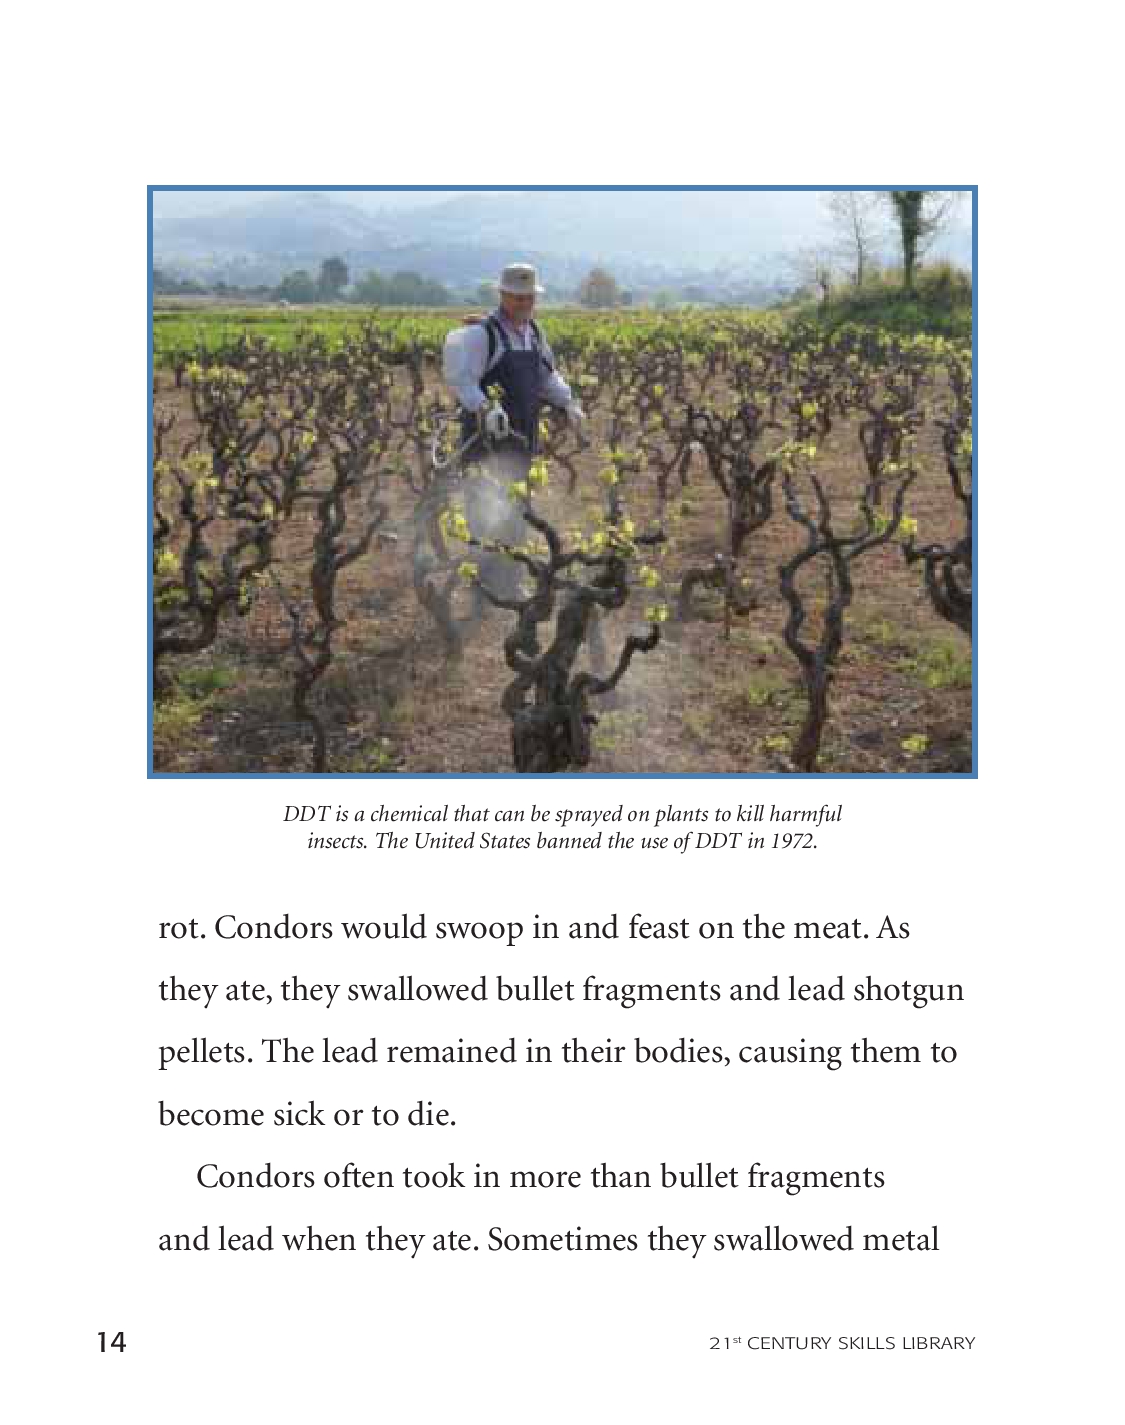 DDT is a chemical that can be sprayed on plants to kill harmful
insects. The United States banned the use of DDT in 1972.
rot. Condors would swoop in and feast on the meat. As
they ate, they swallowed bullet fragments and lead shotgun
pellets. The lead remained in their bodies, causing them to
become sick or to die.
Condors often took in more than bullet fragments
and lead when they ate. Sometimes they swallowed metal
14
21st CENTURY SKILLS LIBRARY